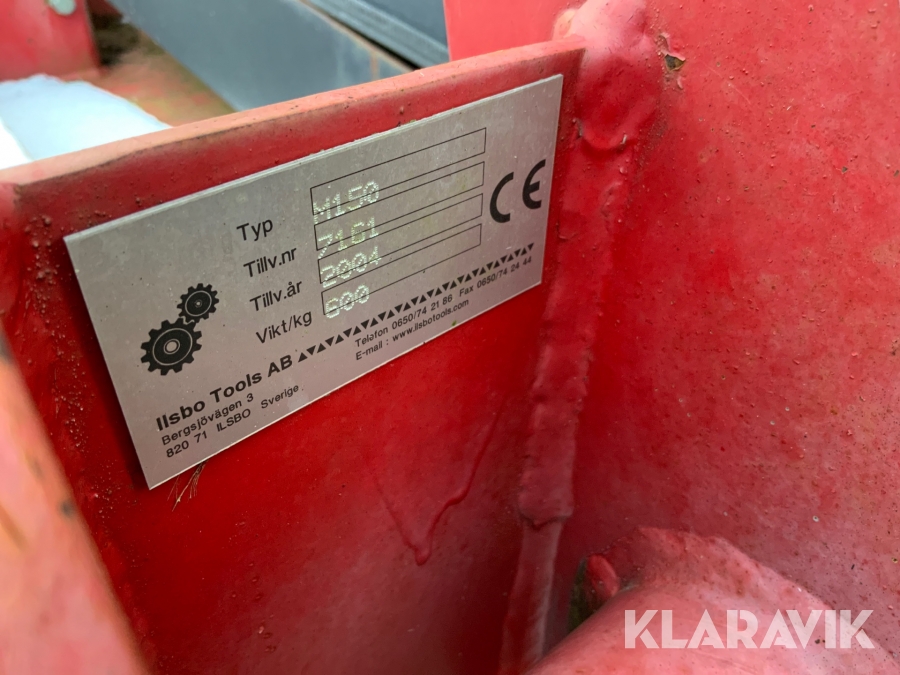 Typ M150
Tillv.nr 7181
Tillv.år 2004
Vikt/kg 600
CE
Ilsbo Tools AB
Bergsjövägen 3
820 71 ILSBO Sverige
Telefon 0650/74 21 86 Fax 0650/74 24 44
E-mail : www.ilsbotools.com
KLARAVIK